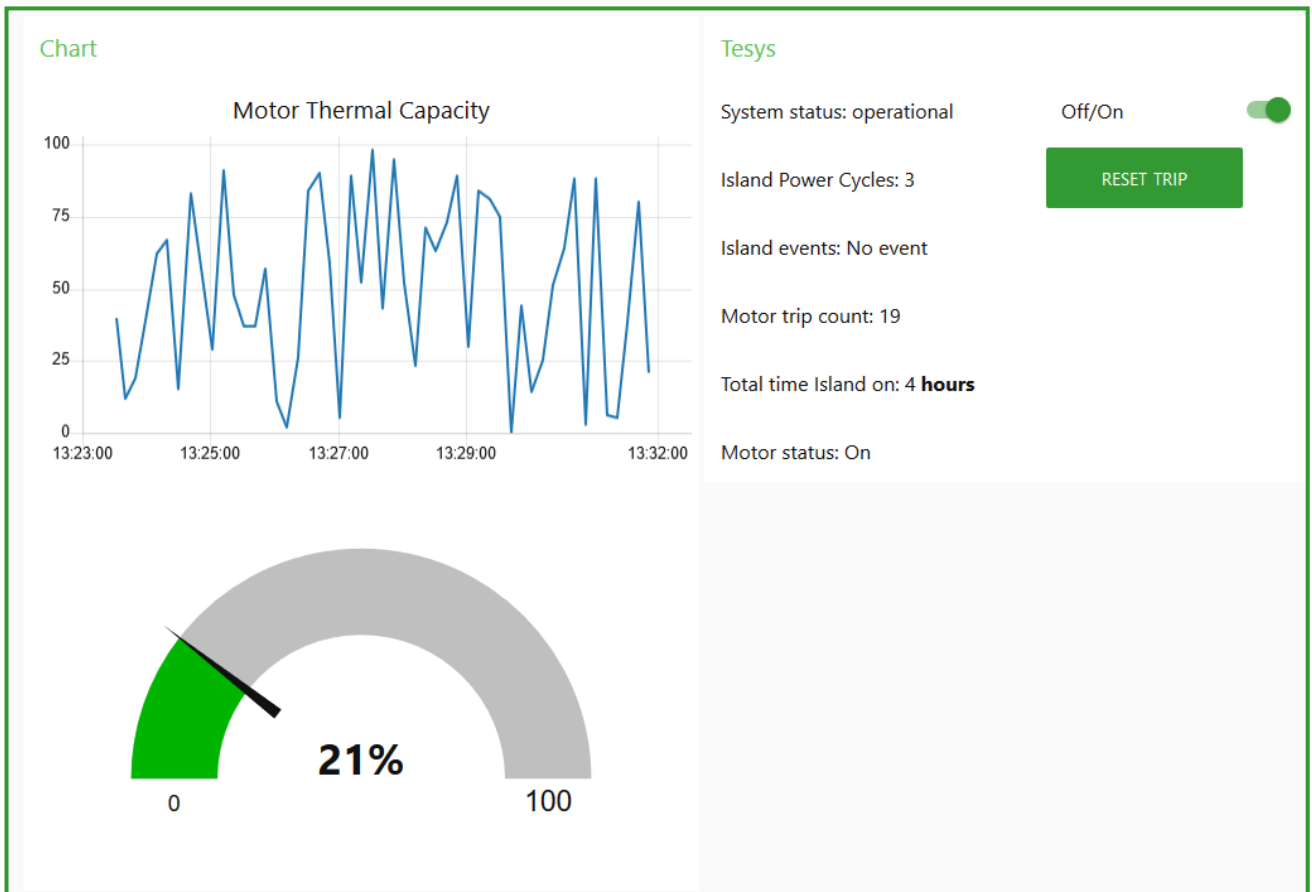 Chart
Motor Thermal Capacity
100
75
50
25
0
13:23:00 13:25:00 13:27:00 13:29:00 13:32:00
21%
0 100
Tesys
System status: operational Off/On
Island Power Cycles: 3 RESET TRIP
Island events: No event
Motor trip count: 19
Total time Island on: 4 hours
Motor status: On